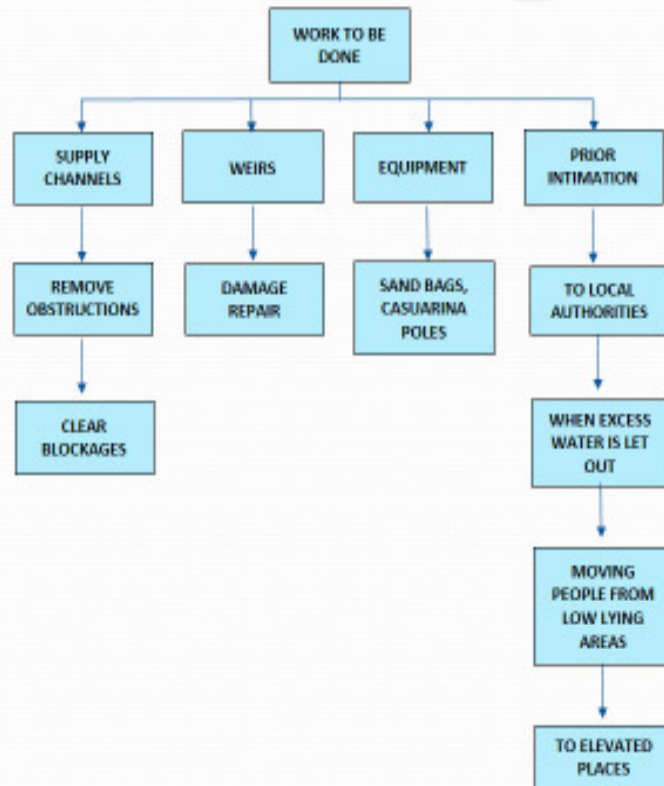 WORK TO BE
DONE
SUPPLY
CHANNELS
WEIRS
EQUIPMENT
PRIOR
INTIMATION
REMOVE
OBSTRUCTIONS
DAMAGE
REPAIR
SAND BAGS,
CASUARINA
POLES
TO LOCAL
AUTHORITIES
CLEAR
BLOCKAGES
WHEN EXCESS
WATER IS LET
OUT
MOVING
PEOPLE FROM
LOW LYING
AREAS
TO ELEVATED
PLACES